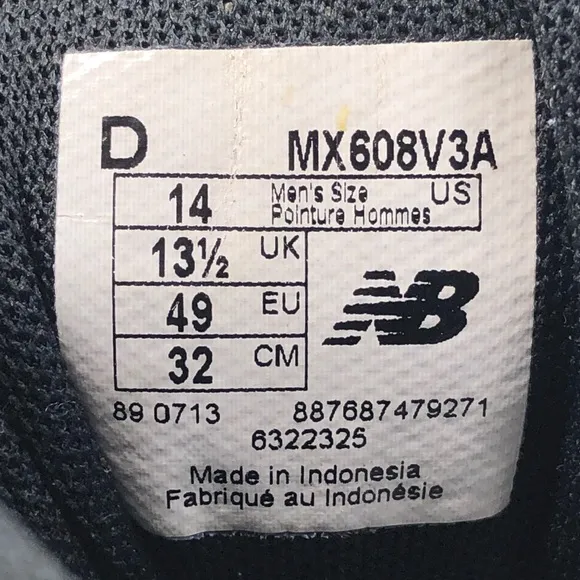 D MX608V3A
14 Men's Size US
Pointure Hommes
13½ UK
49 EU
NB
32 CM
89 0713 887687479271
6322325
Made in Indonesia
Fabriqué au Indonésie